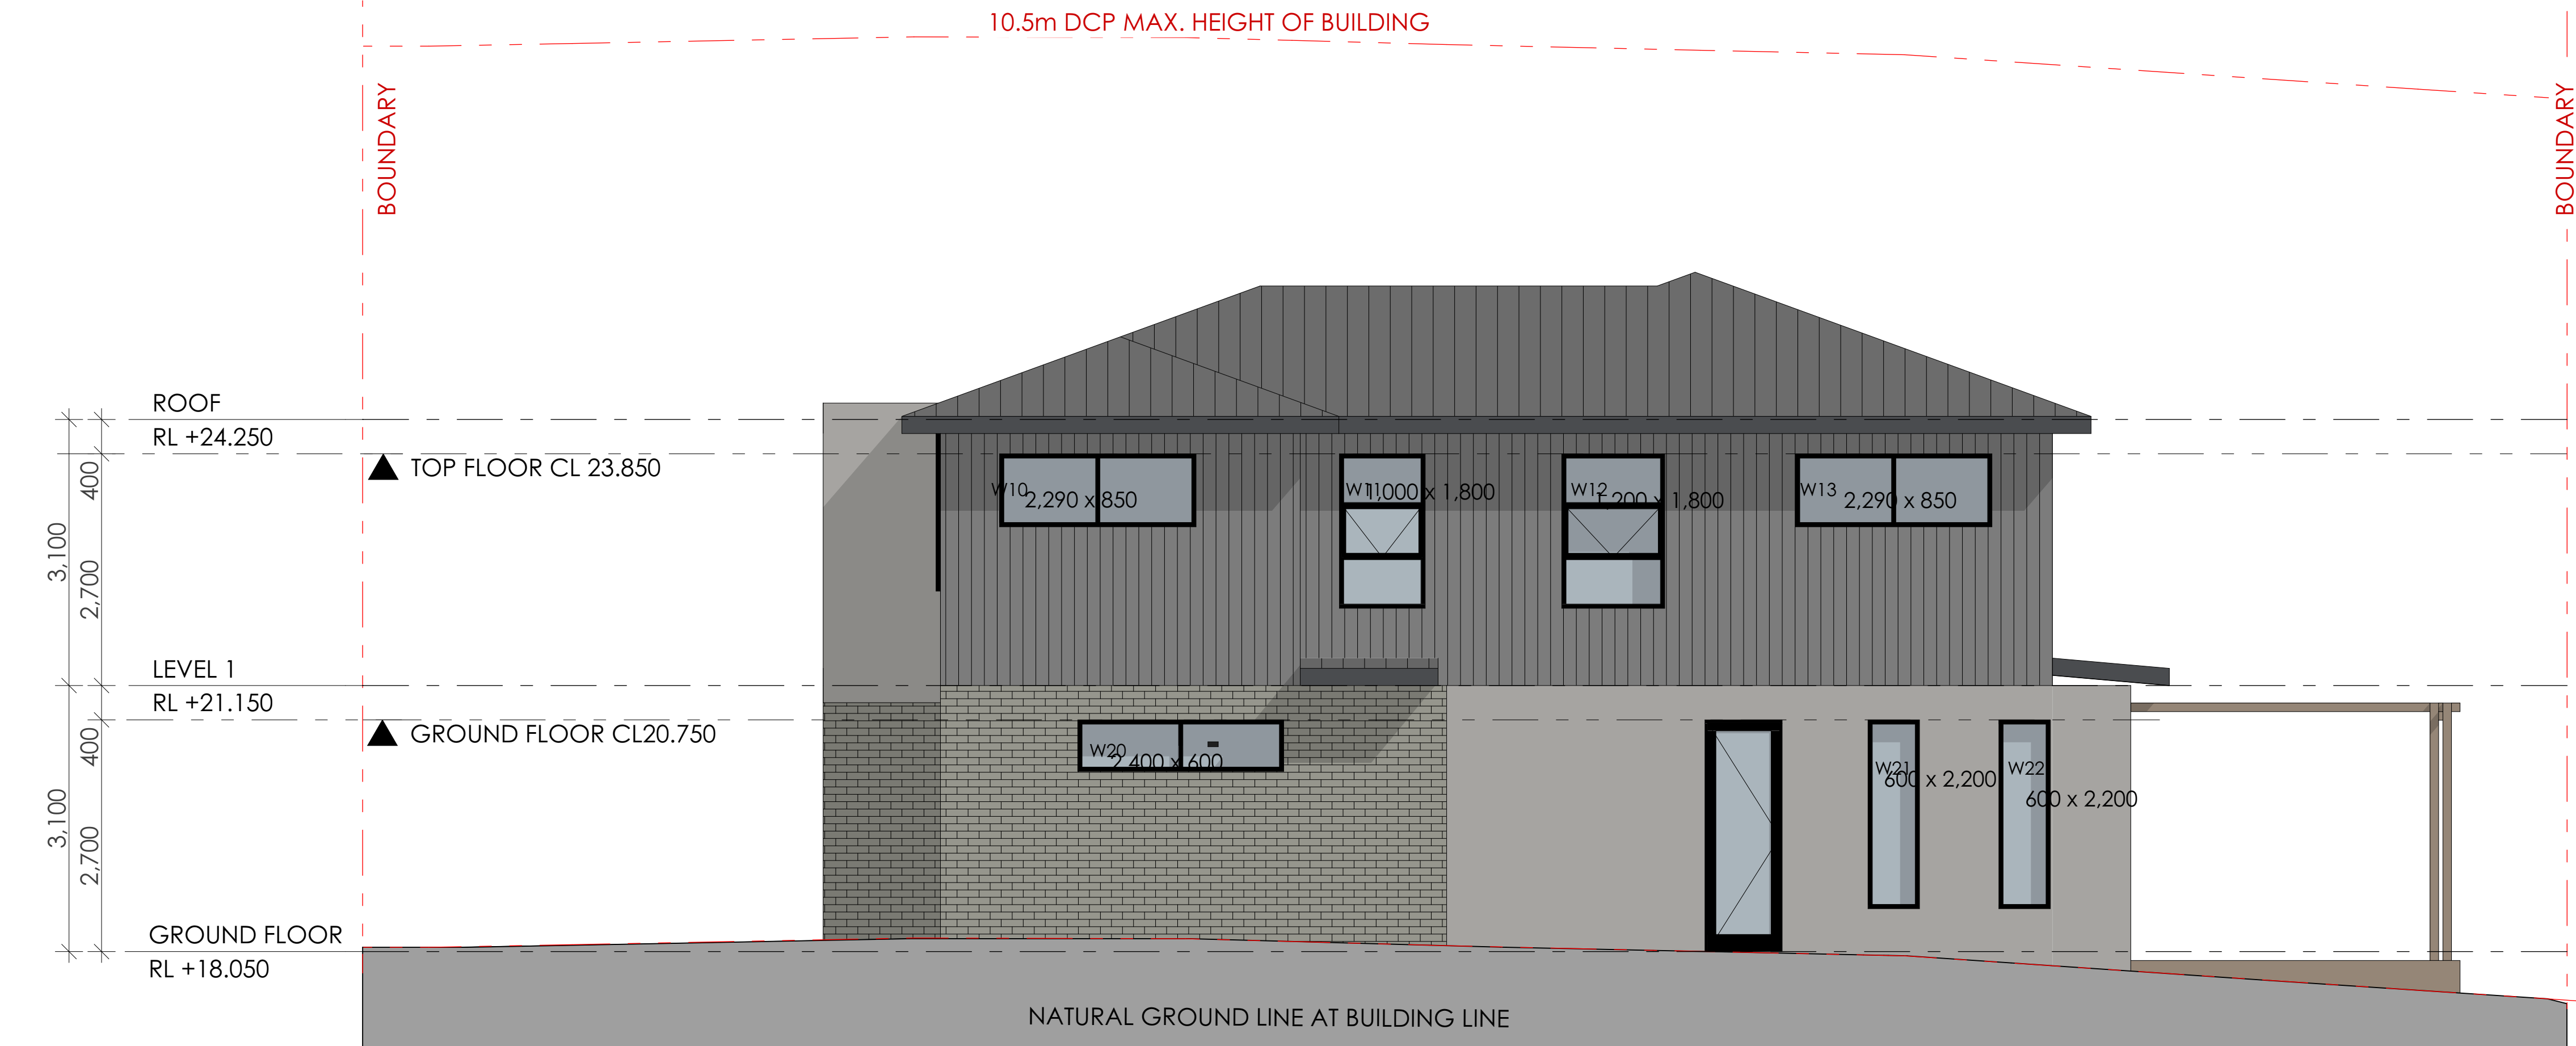 10.5m DCP MAX. HEIGHT OF BUILDING
BOUNDARY
BOUNDARY
ROOF
RL +24.250
TOP FLOOR CL 23.850
400
3,100
2,700
W10
2,290 x 850
W11
1,000 x 1,800
W12
1,200 x 1,800
W13
2,290 x 850
LEVEL 1
RL +21.150
GROUND FLOOR CL20.750
400
3,100
2,700
W20
2,400 x 600
W21
600 x 2,200
W22
600 x 2,200
GROUND FLOOR
RL +18.050
NATURAL GROUND LINE AT BUILDING LINE